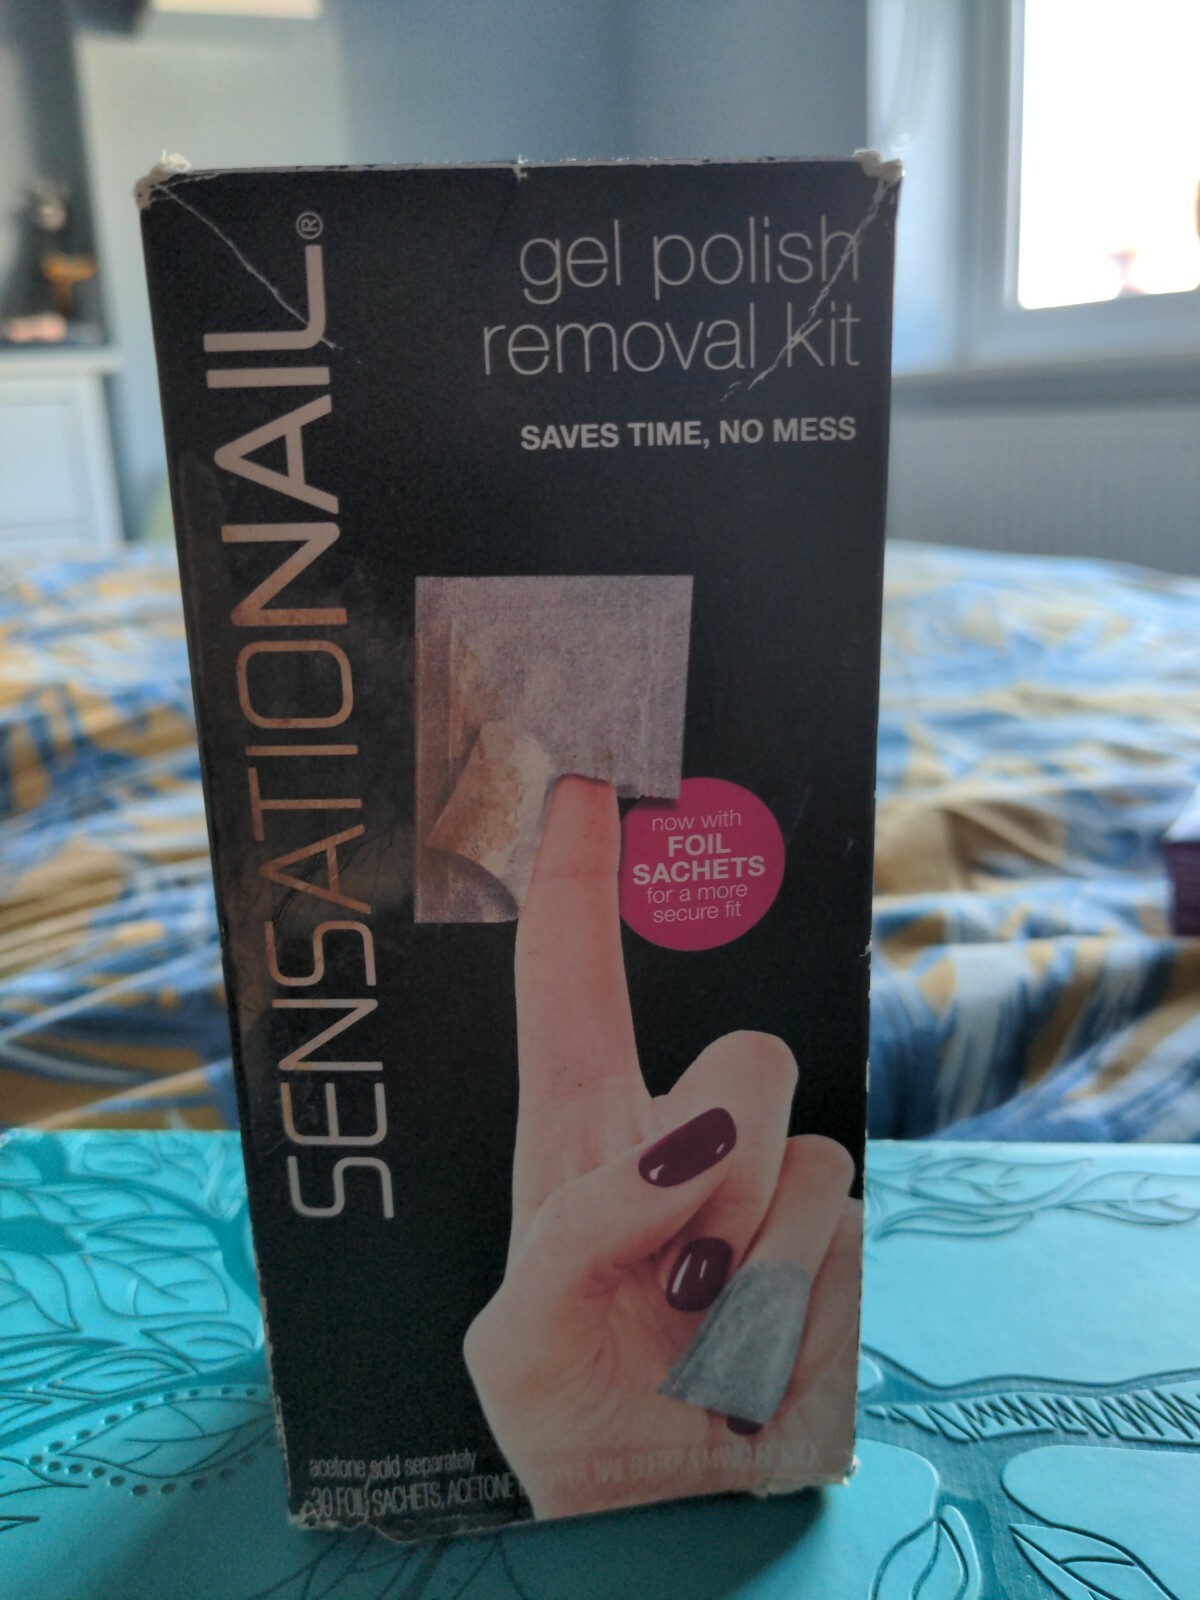 SENSATIONAIL®
gel polish
removal kit
SAVES TIME, NO MESS
now with
FOIL
SACHETS
for a more
secure fit
acetone sold separately
30 FOIL SACHETS, ACETONE